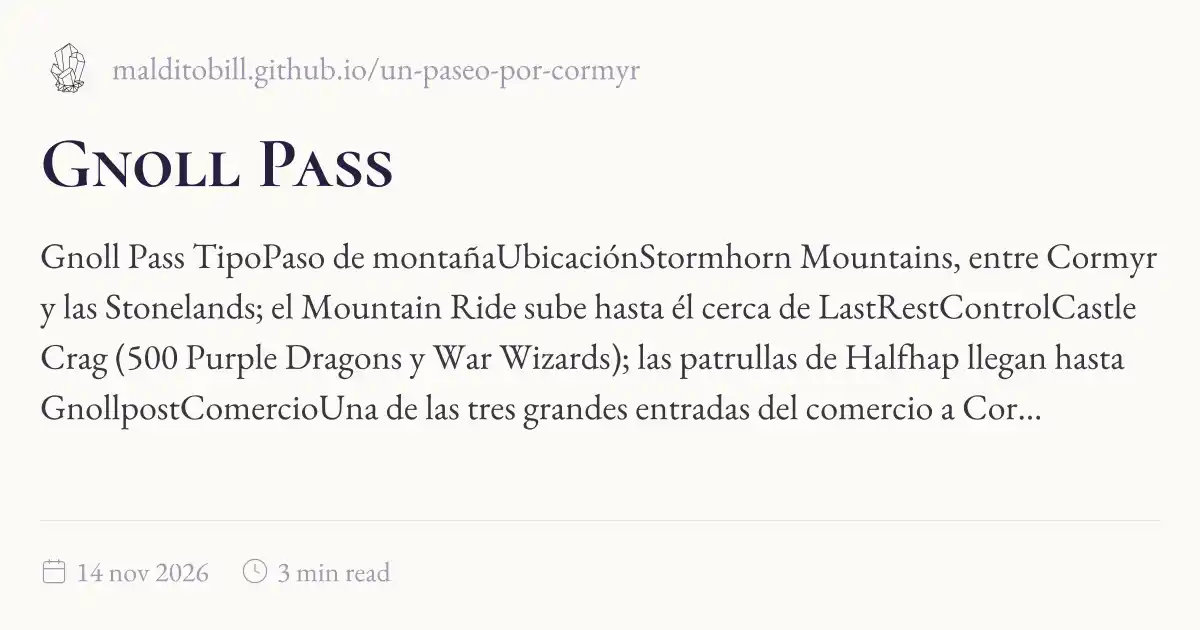 malditobill.github.io/un-paseo-por-cormyr
Gnoll Pass
Gnoll Pass TipoPaso de montañaUbicaciónStormhorn Mountains, entre Cormyr
y las Stonelands; el Mountain Ride sube hasta él cerca de LastRestControlCastle
Crag (500 Purple Dragons y War Wizards); las patrullas de Halfhap llegan hasta
GnollpostComercioUna de las tres grandes entradas del comercio a Cor...
14 nov 2026
3 min read